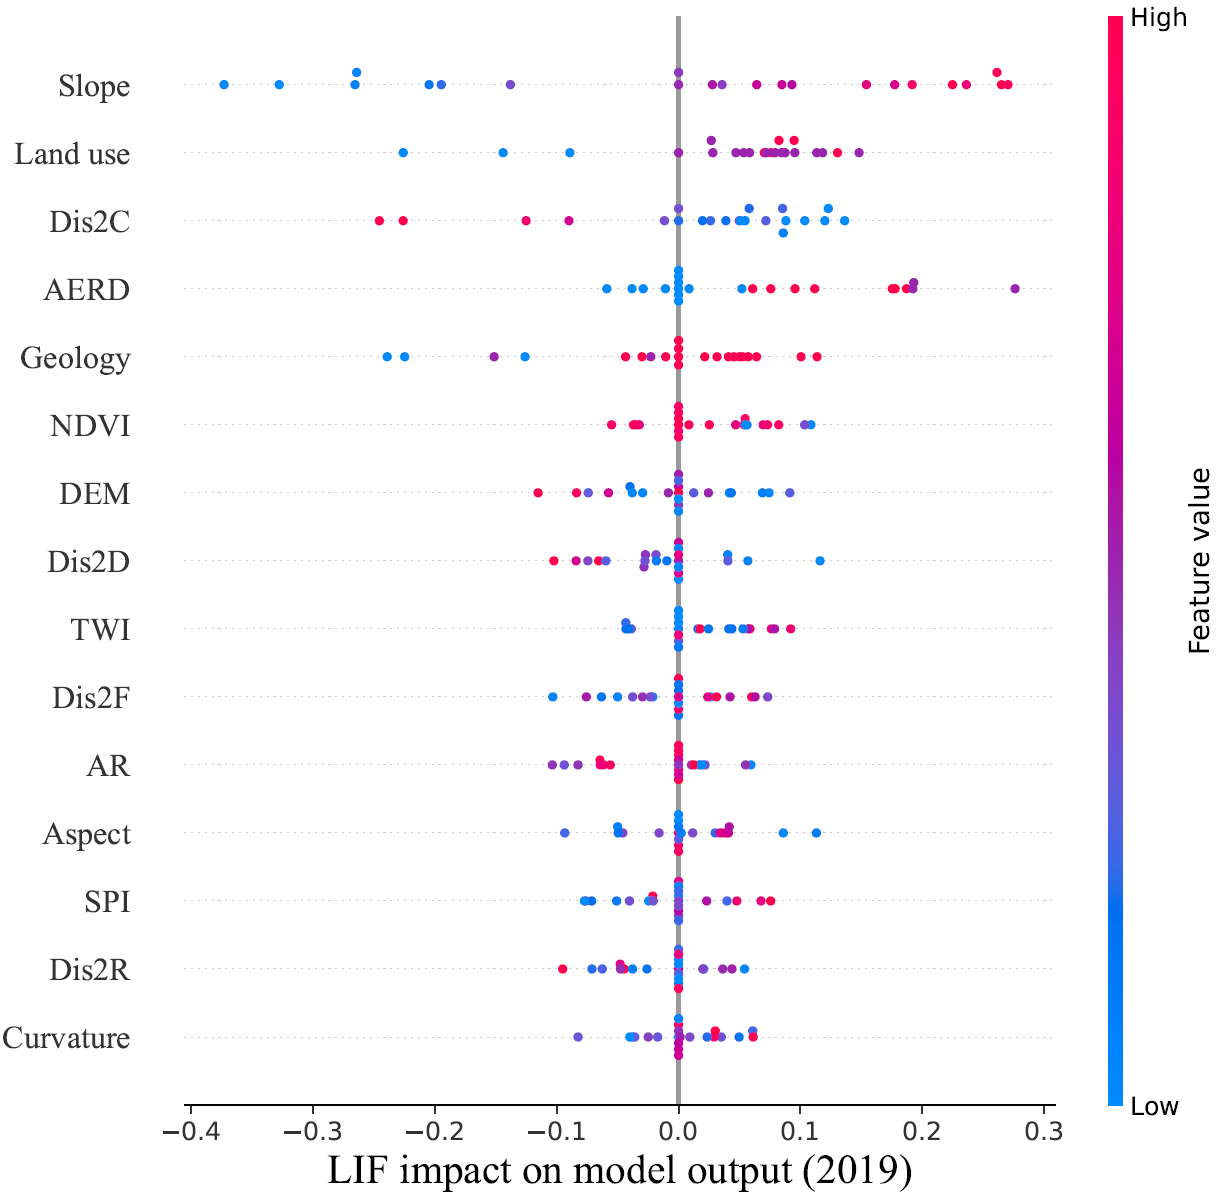 High
Slope
Land use
Dis2C
AERD
Geology
NDVI
DEM
Dis2D
TWI
Dis2F
AR
Aspect
SPI
Dis2R
Curvature
Feature value
Low
−0.4 −0.3 −0.2 −0.1 0.0 0.1 0.2 0.3
LIF impact on model output (2019)